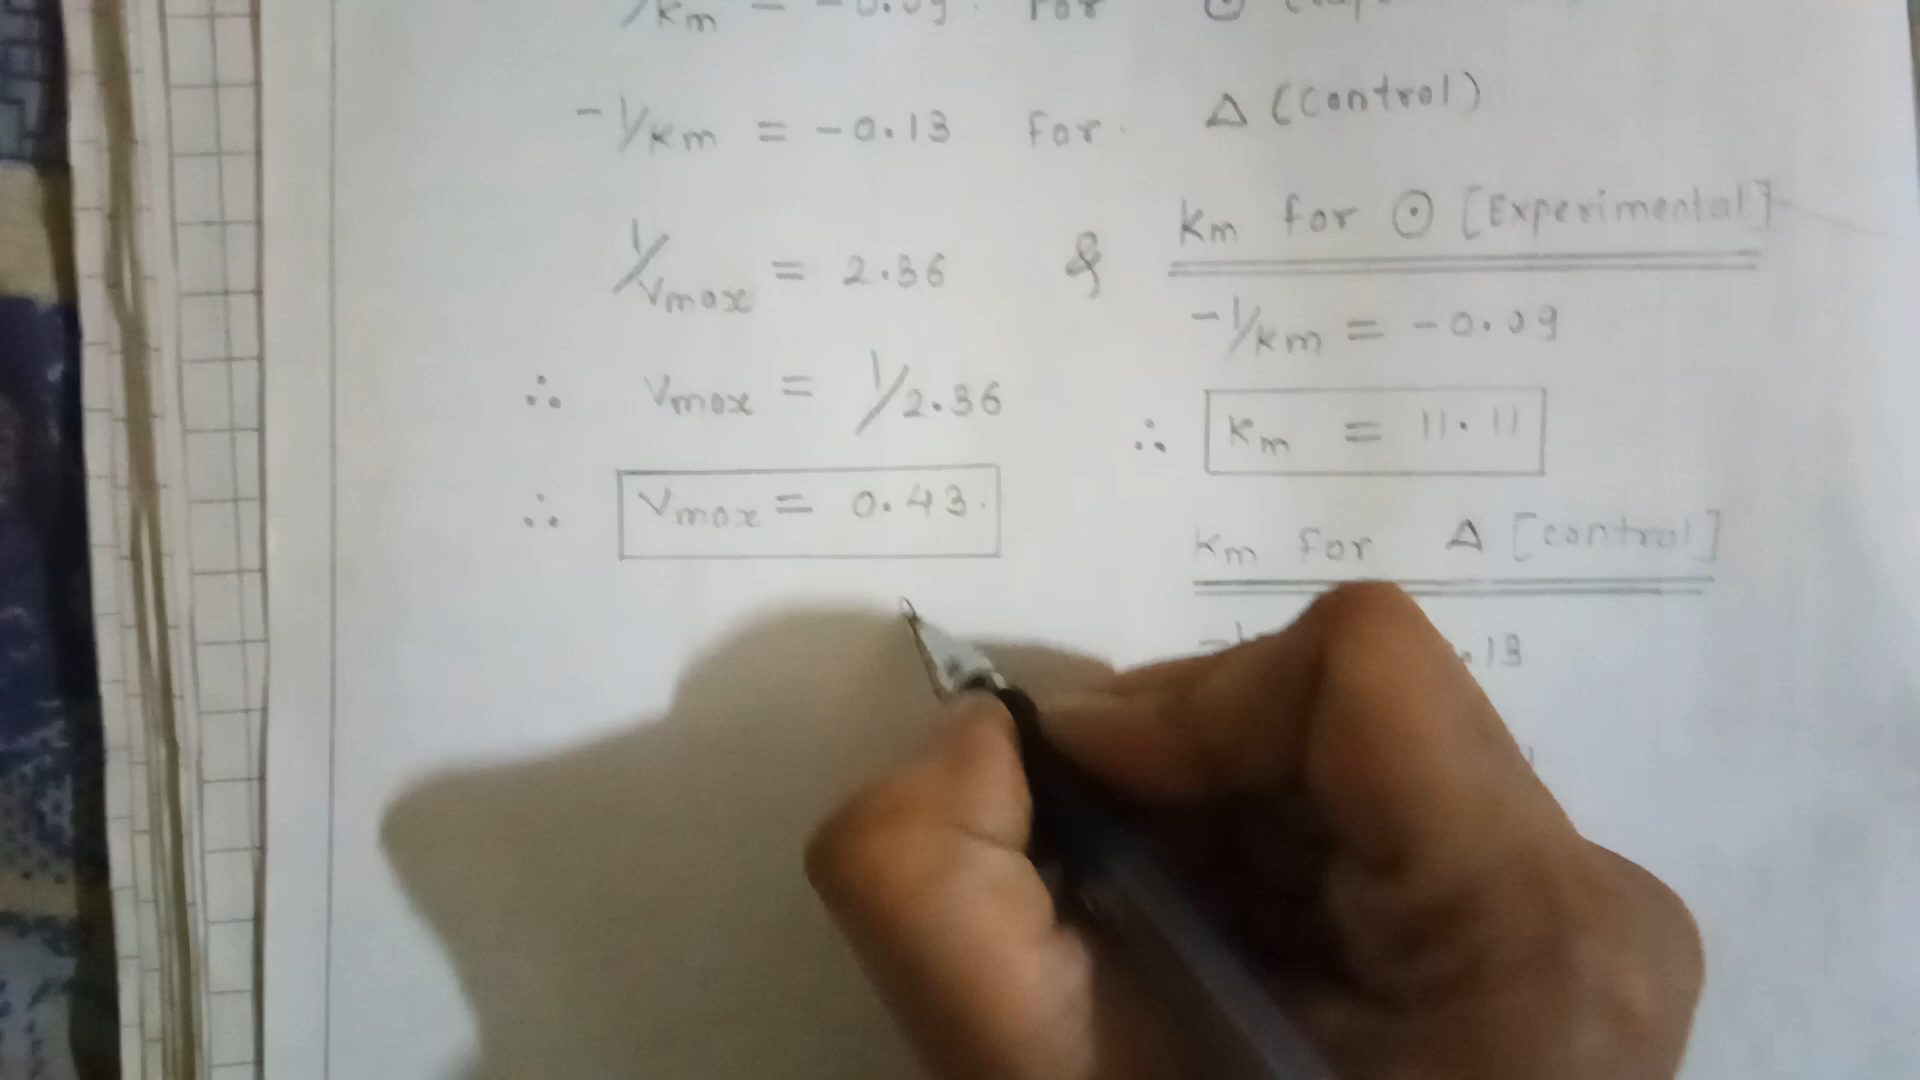 -1/Km = -0.13 For Δ (Control)
1/Vmax = 2.36 &
∴ Vmax = 1/2.36
∴ Vmax = 0.43.
Km for ⊙ [Experimental]
-1/Km = -0.09
∴ Km = 11.11
Km For Δ [control]
.13